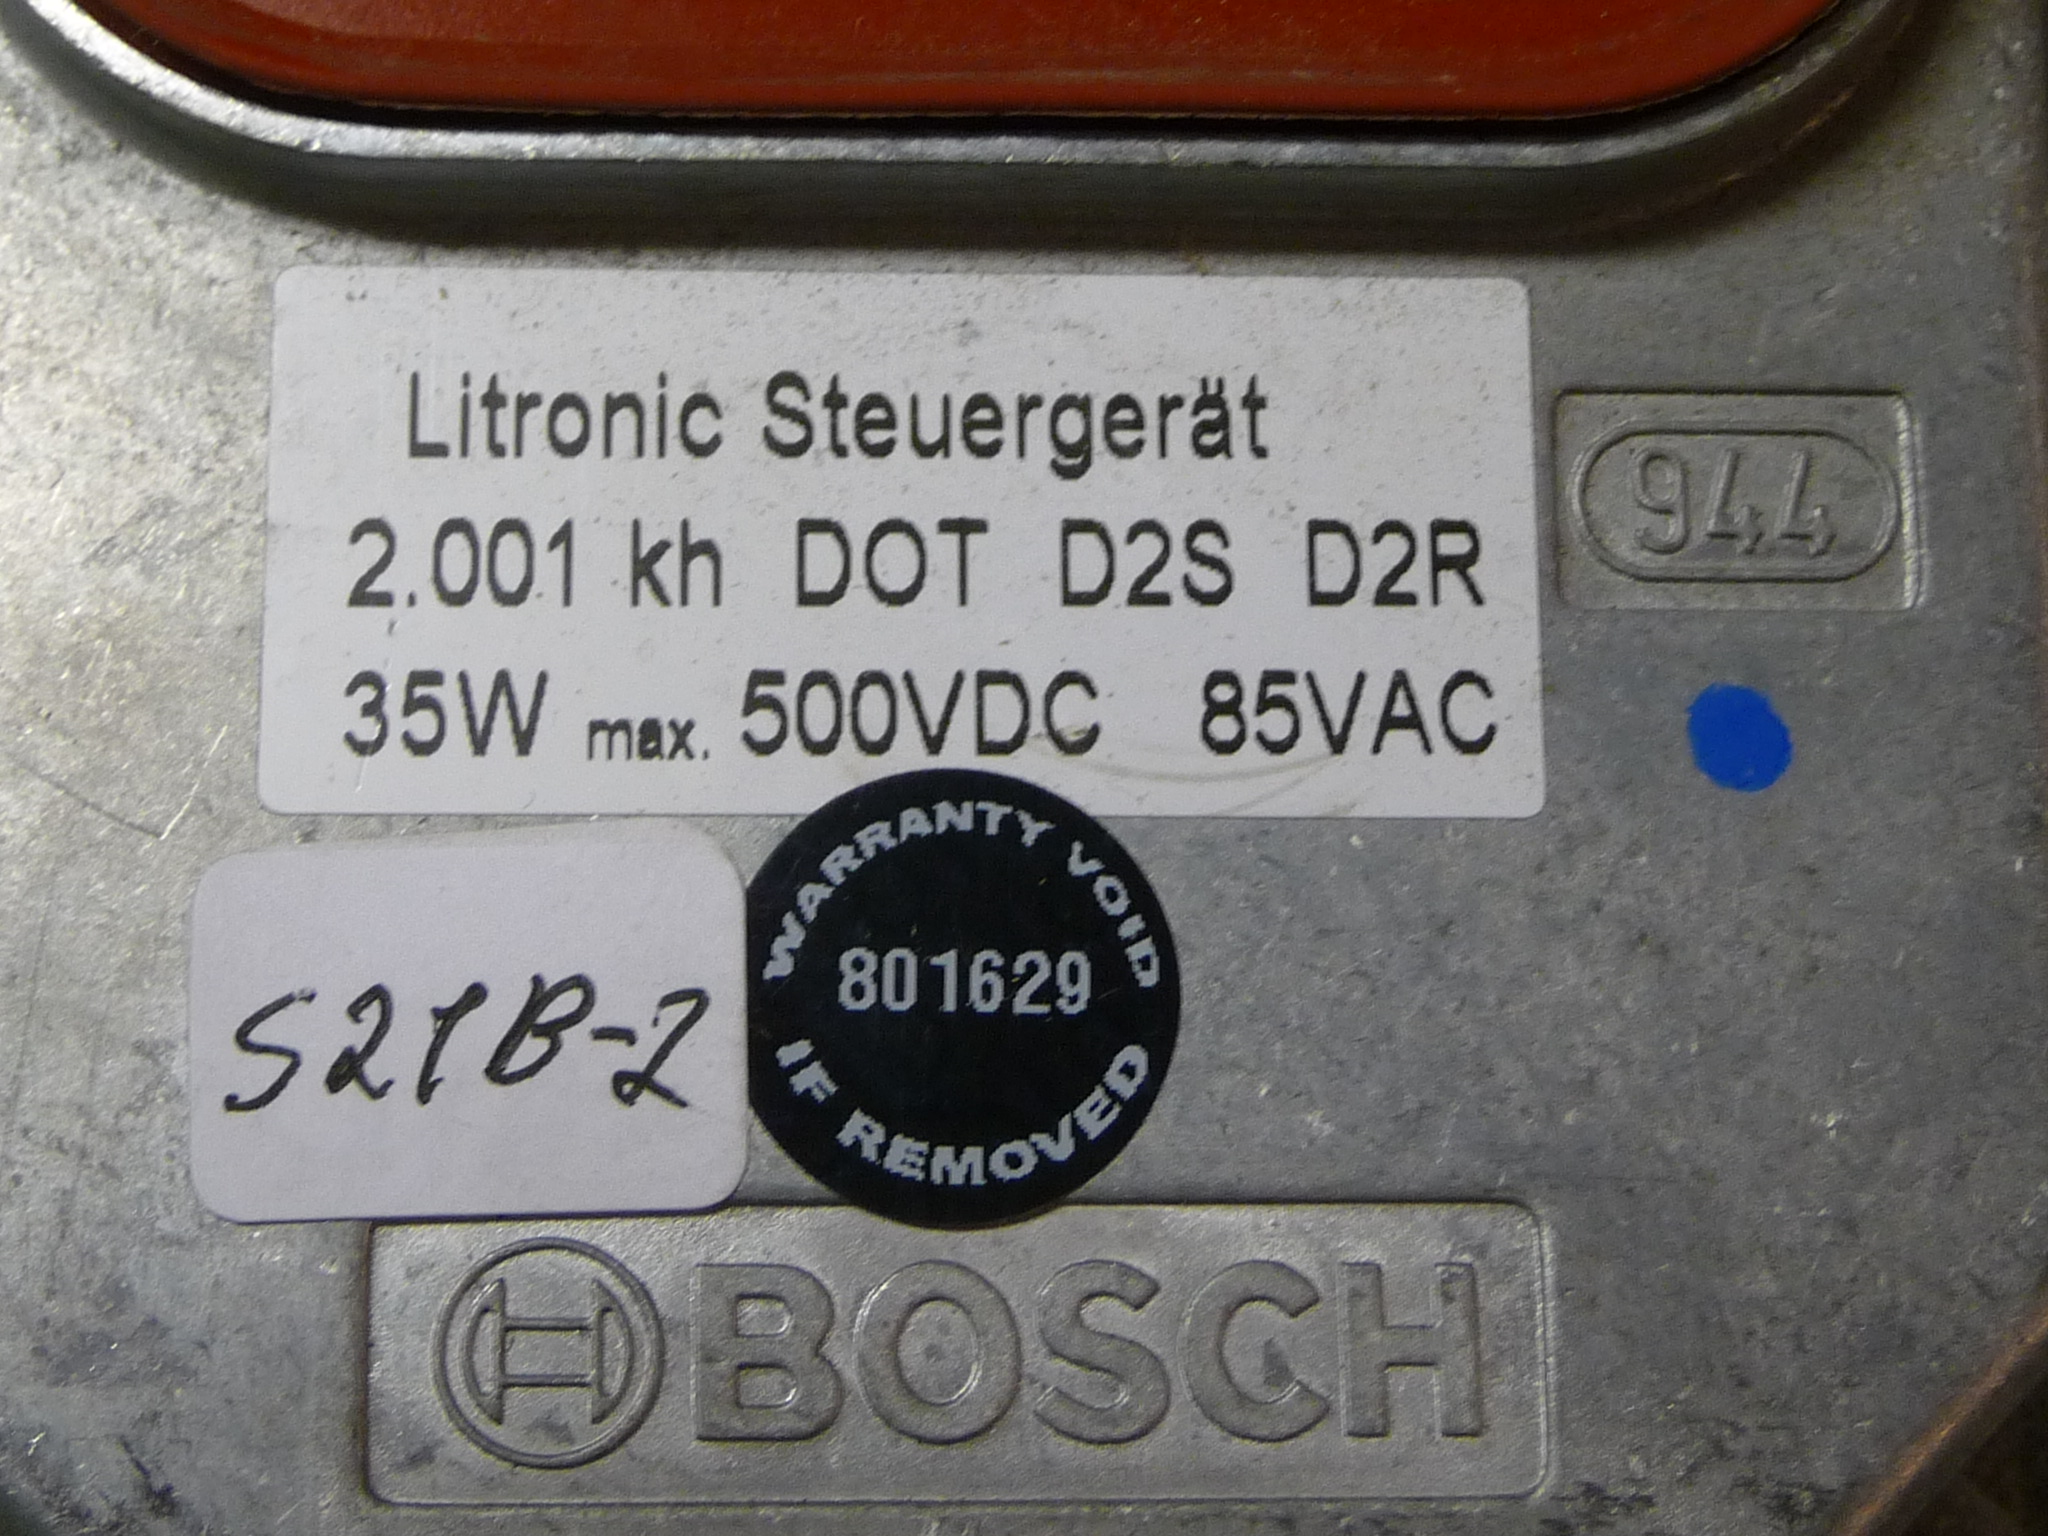 Litronic Steuergerät
2.001 kh DOT D2S D2R
35W max. 500VDC 85VAC
944
WARRANTY VOID
801629
IF REMOVED
S21B-2
BOSCH